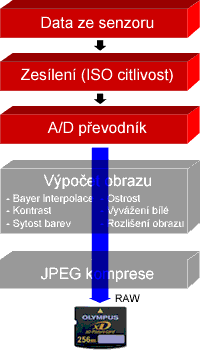 Data ze senzoru
Zesílení (ISO citlivost)
A/D převodník
Výpočet obrazu
- Bayer Interpolace - Ostrost
- Kontrast - Vyvážení bílé
- Sytost barev - Rozlišení obrazu
JPEG komprese
RAW
OLYMPUS
xD
256